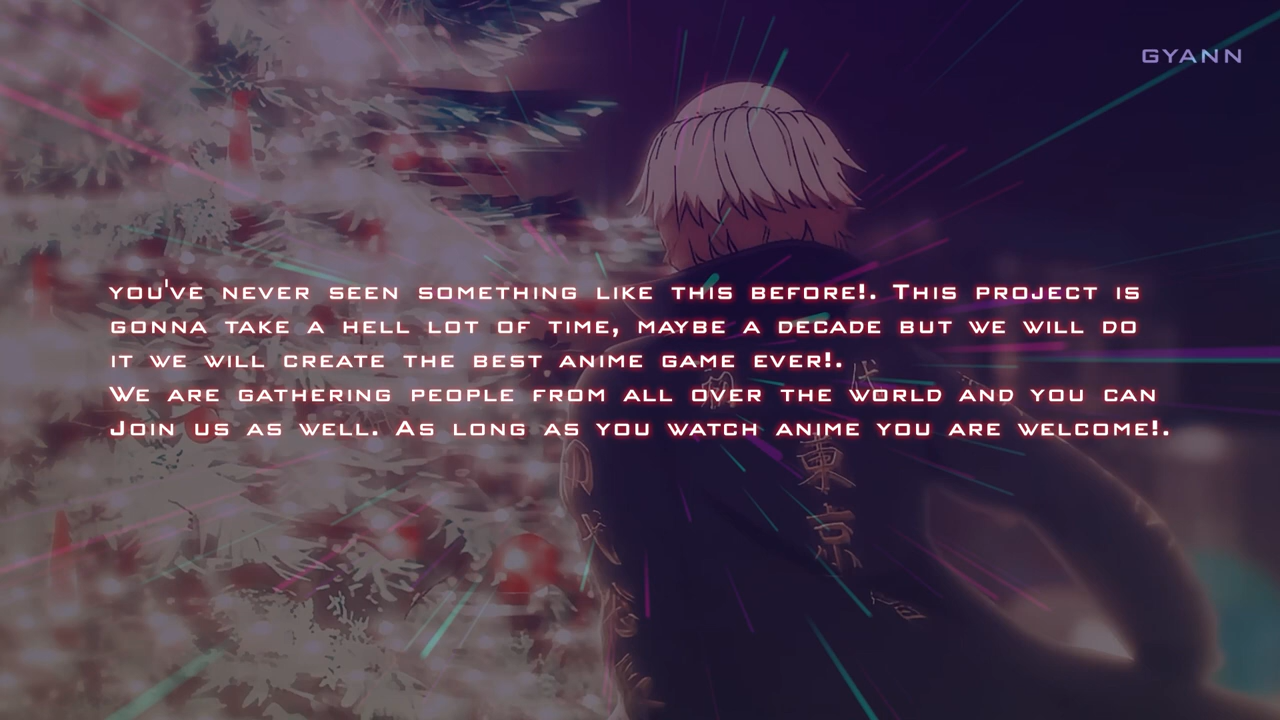 GYANN
you've never seen something like this before!. This project is
gonna take a hell lot of time, maybe a decade but we will do
it we will create the best anime game ever!.
We are gathering people from all over the world and you can
Join us as well. As long as you watch anime you are welcome!.
東
京